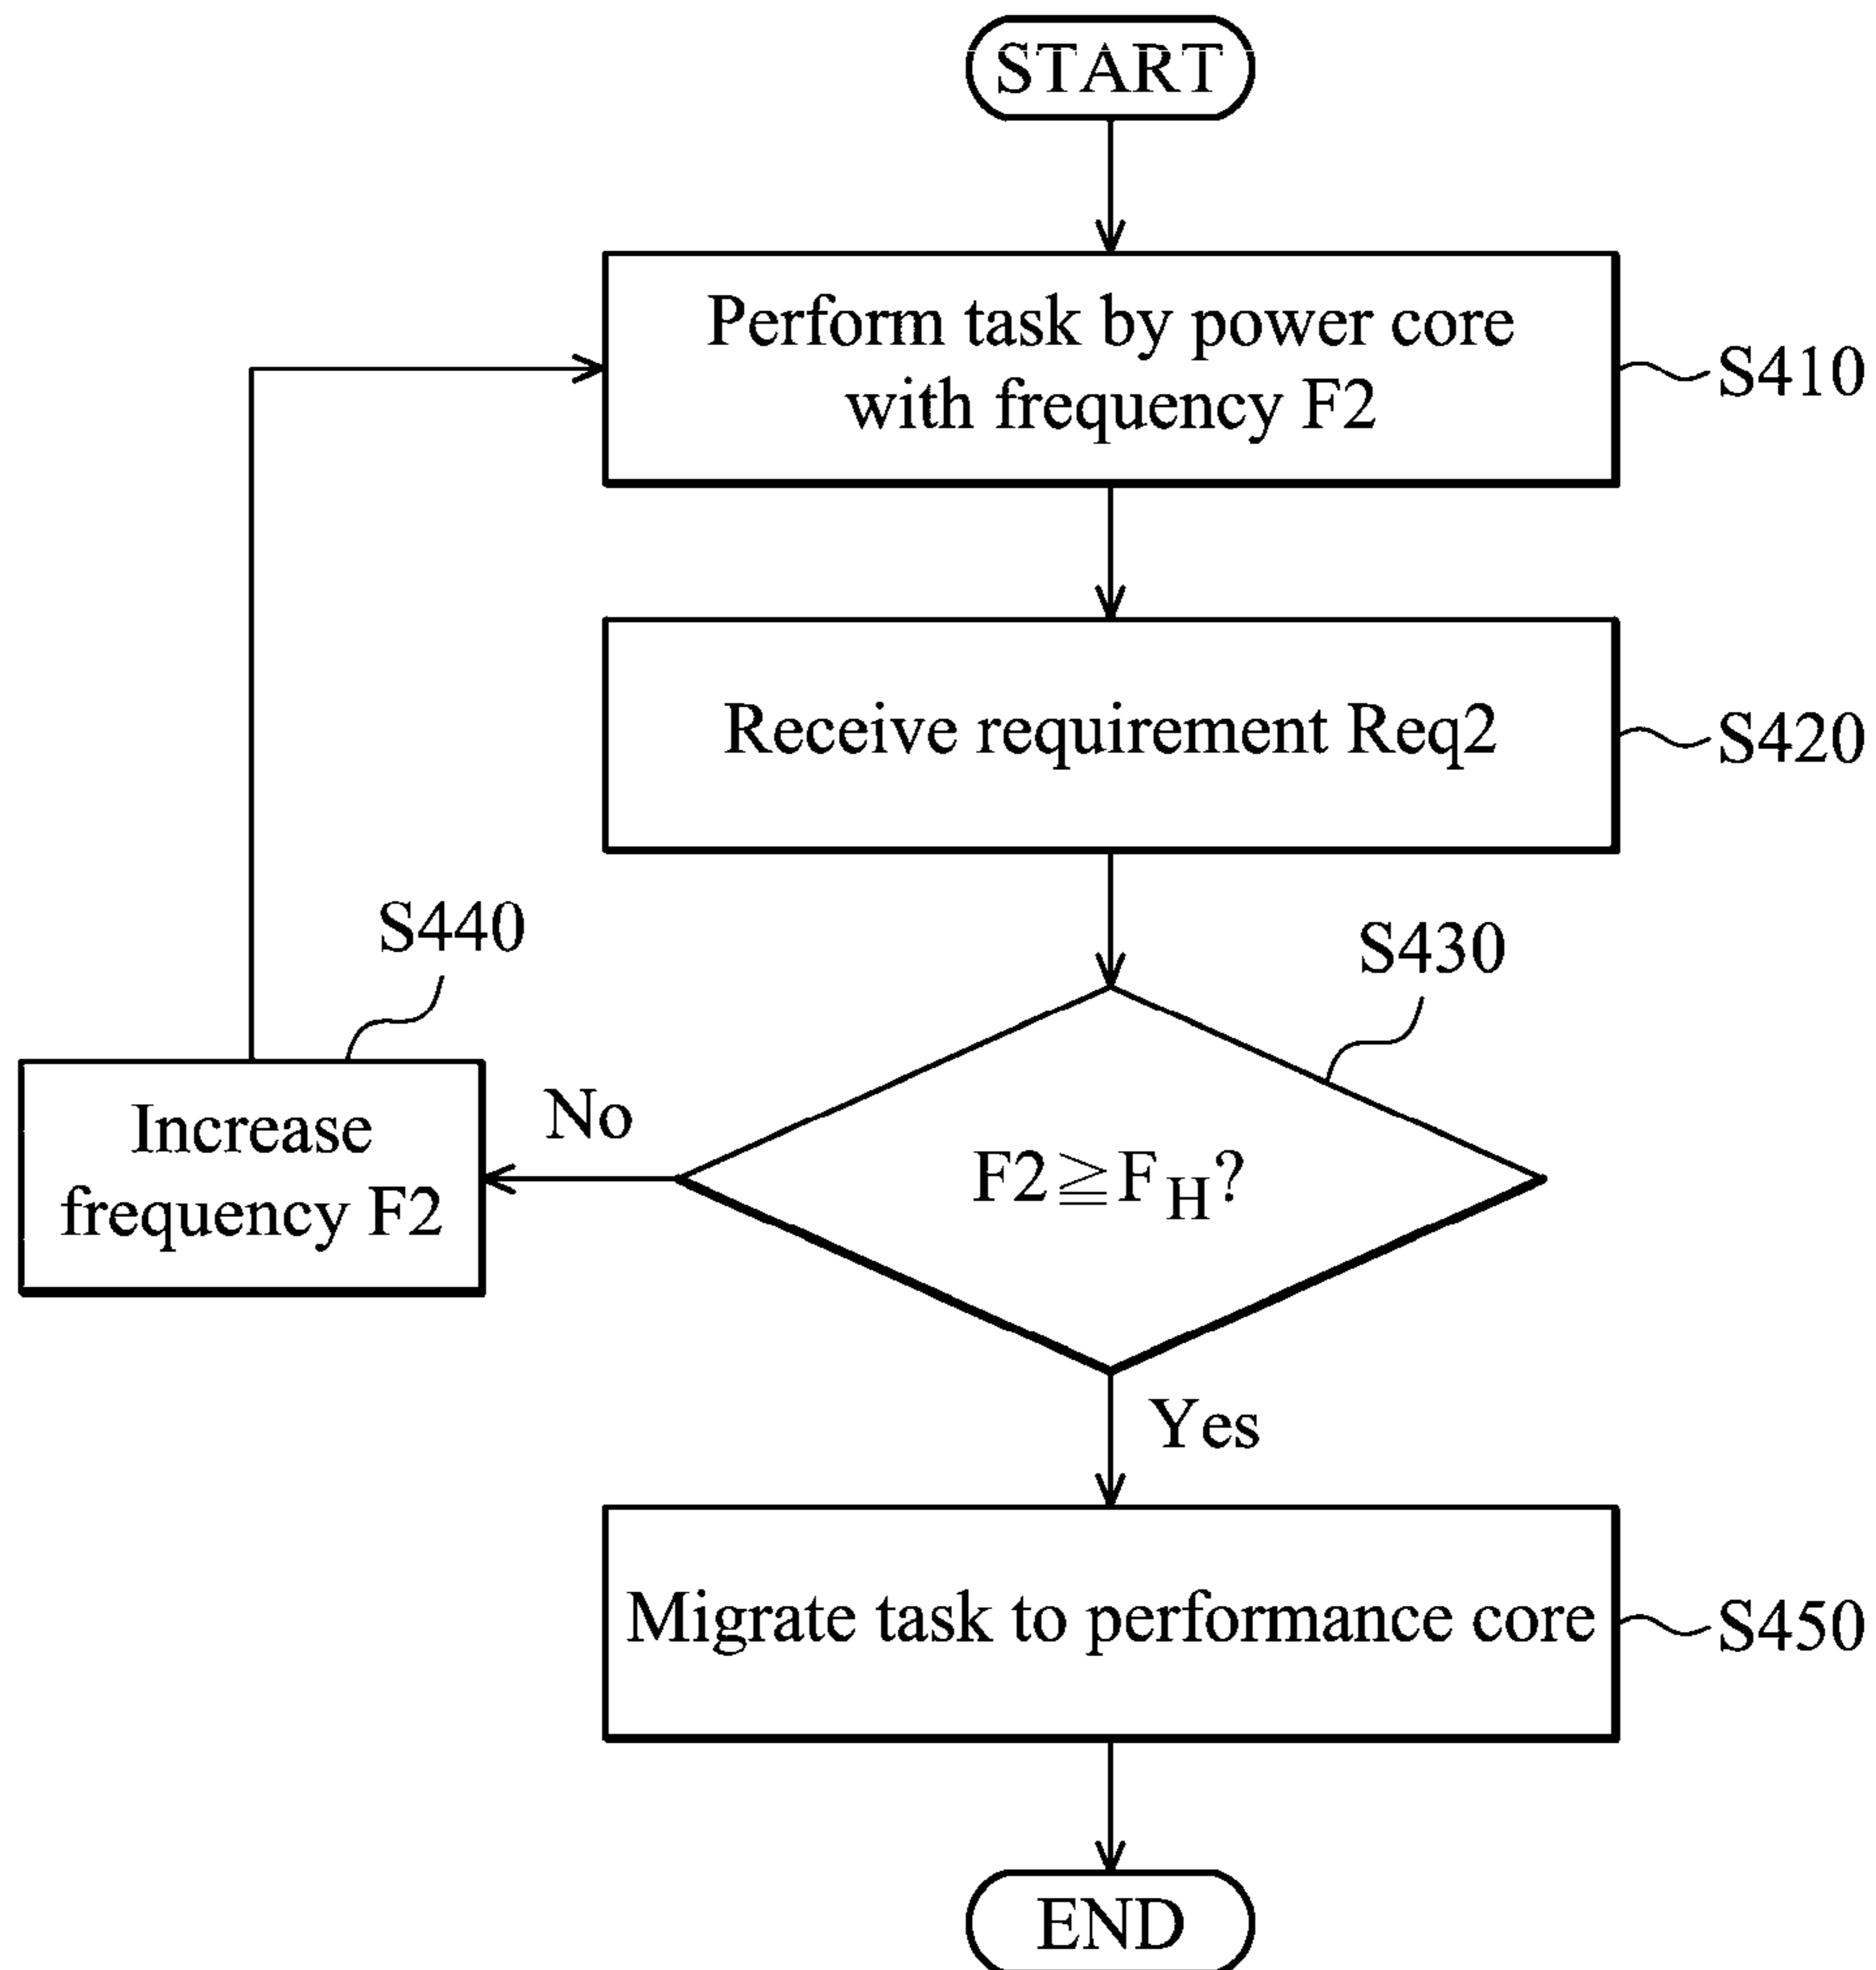 START
Perform task by power core
with frequency F2
S410
Receive requirement Req2
S420
S440
S430
Increase
frequency F2
No
F2≧FH?
Yes
Migrate task to performance core
S450
END